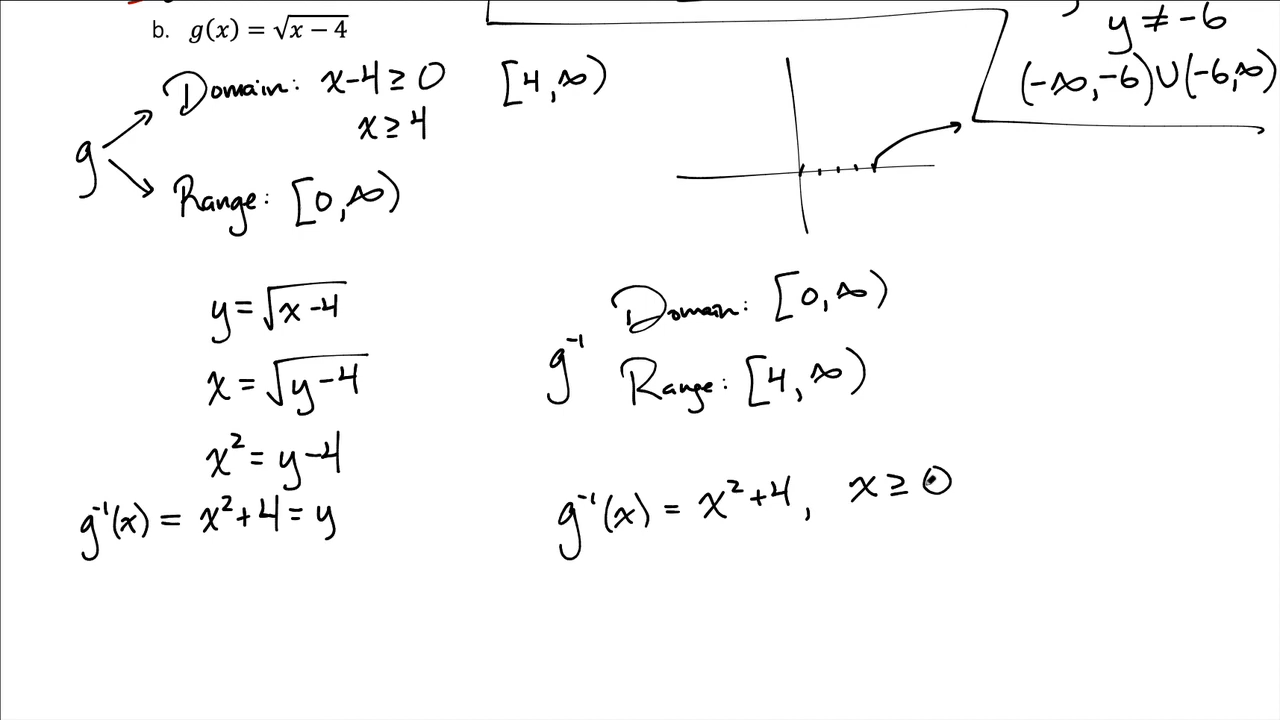 b. g(x) = √(x − 4)
y ≠ -6
(-∞, -6) ∪ (-6, ∞)
Domain: x-4 ≥ 0 [4, ∞)
x ≥ 4
g
Range: [0, ∞)
y = √(x-4)
x = √(y-4)
x² = y-4
g⁻¹(x) = x²+4 = y
g⁻¹
Domain: [0, ∞)
Range: [4, ∞)
g⁻¹(x) = x²+4, x ≥ 0